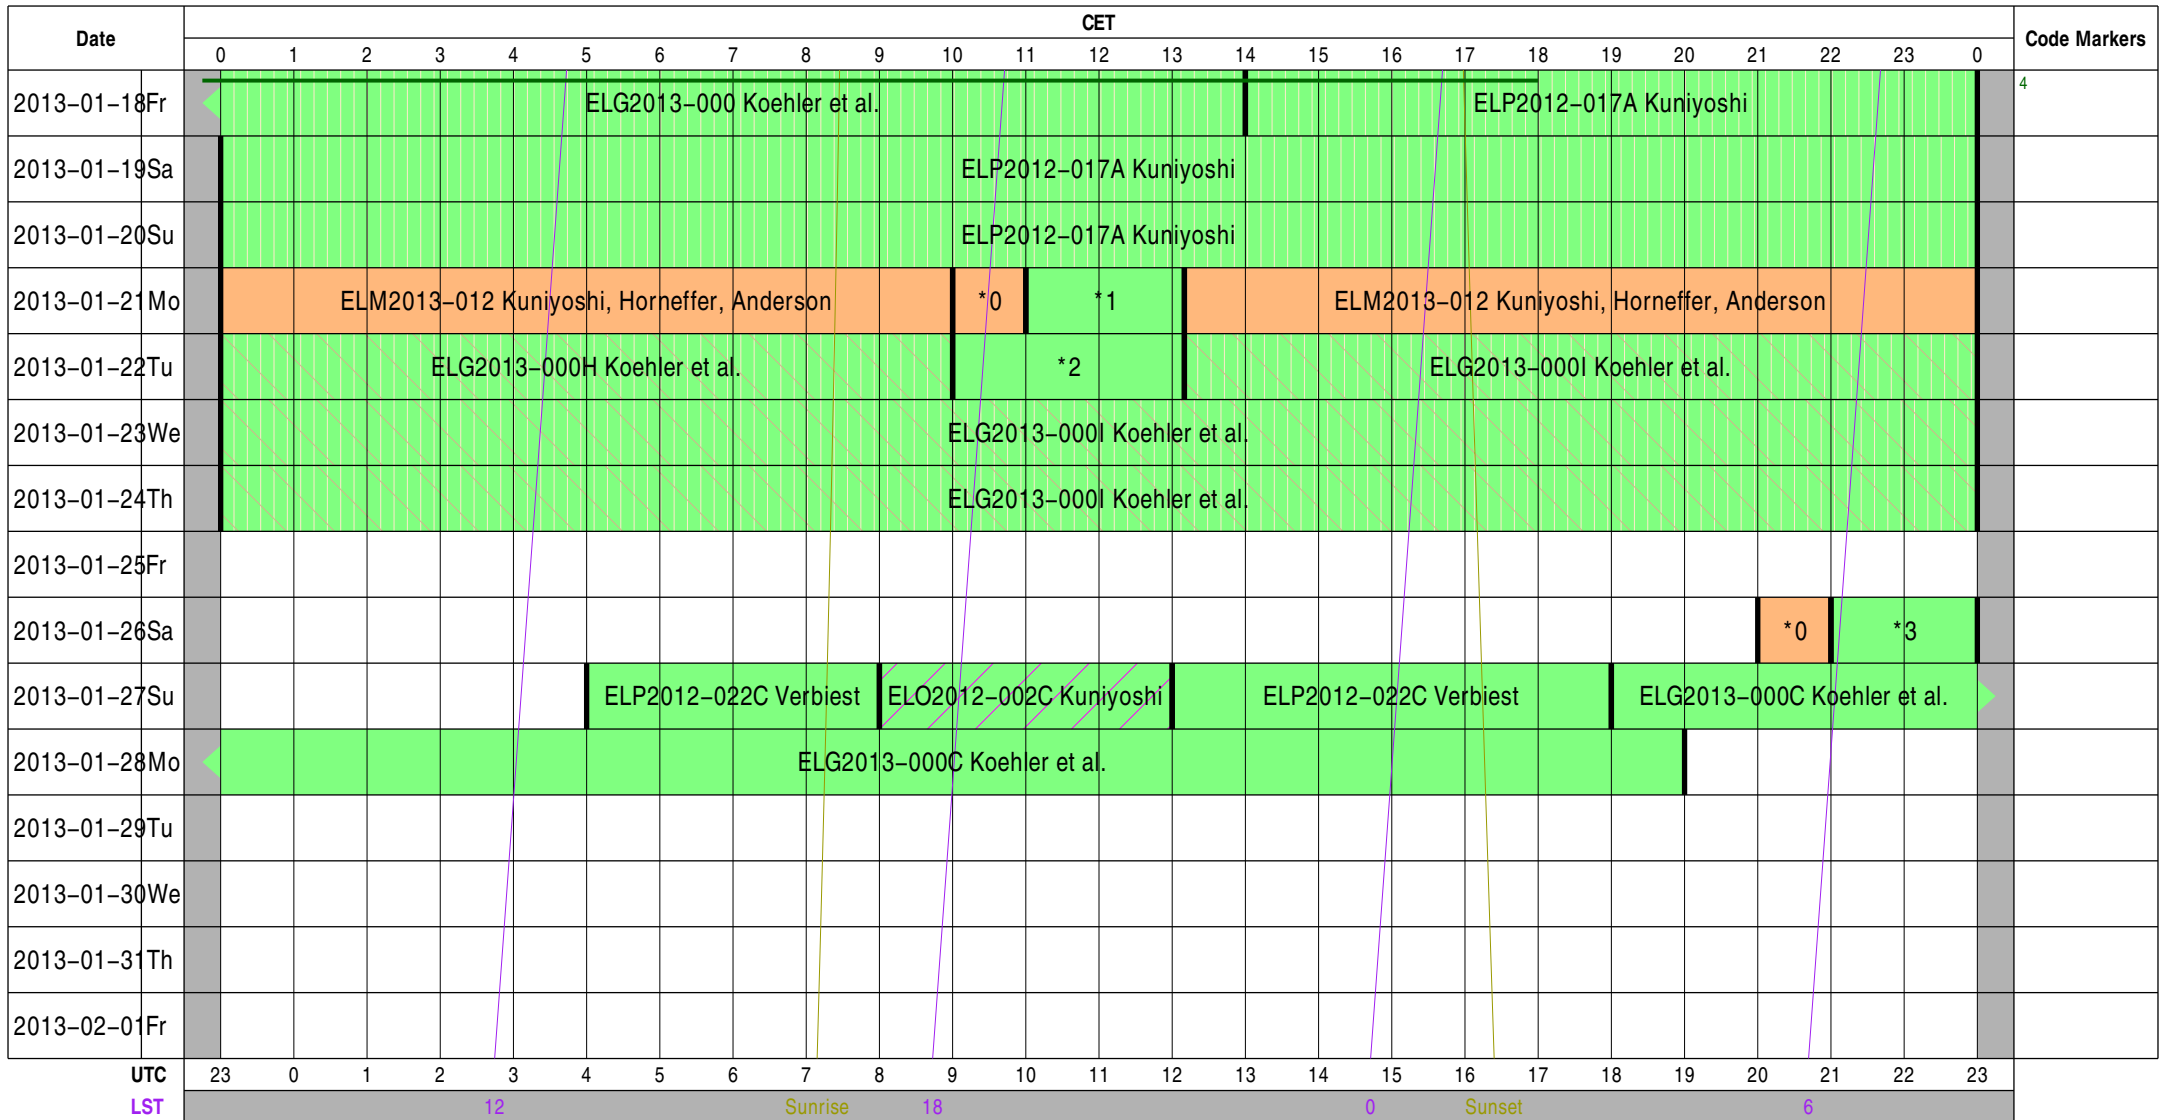 Date CET Code Markers
0 1 2 3 4 5 6 7 8 9 10 11 12 13 14 15 16 17 18 19 20 21 22 23 0
2013-01-18Fr ELG2013-000 Koehler et al. ELP2012-017A Kuniyoshi 4
2013-01-19Sa ELP2012-017A Kuniyoshi
2013-01-20Su ELP2012-017A Kuniyoshi
2013-01-21Mo ELM2013-012 Kuniyoshi, Horneffer, Anderson *0 *1 ELM2013-012 Kuniyoshi, Horneffer, Anderson
2013-01-22Tu ELG2013-000H Koehler et al. *2 ELG2013-000I Koehler et al.
2013-01-23We ELG2013-000I Koehler et al.
2013-01-24Th ELG2013-000I Koehler et al.
2013-01-25Fr
2013-01-26Sa *0 *3
2013-01-27Su ELP2012-022C Verbiest ELO2012-002C Kuniyoshi ELP2012-022C Verbiest ELG2013-000C Koehler et al.
2013-01-28Mo ELG2013-000C Koehler et al.
2013-01-29Tu
2013-01-30We
2013-01-31Th
2013-02-01Fr
UTC 23 0 1 2 3 4 5 6 7 8 9 10 11 12 13 14 15 16 17 18 19 20 21 22 23
LST 12 Sunrise 18 0 Sunset 6